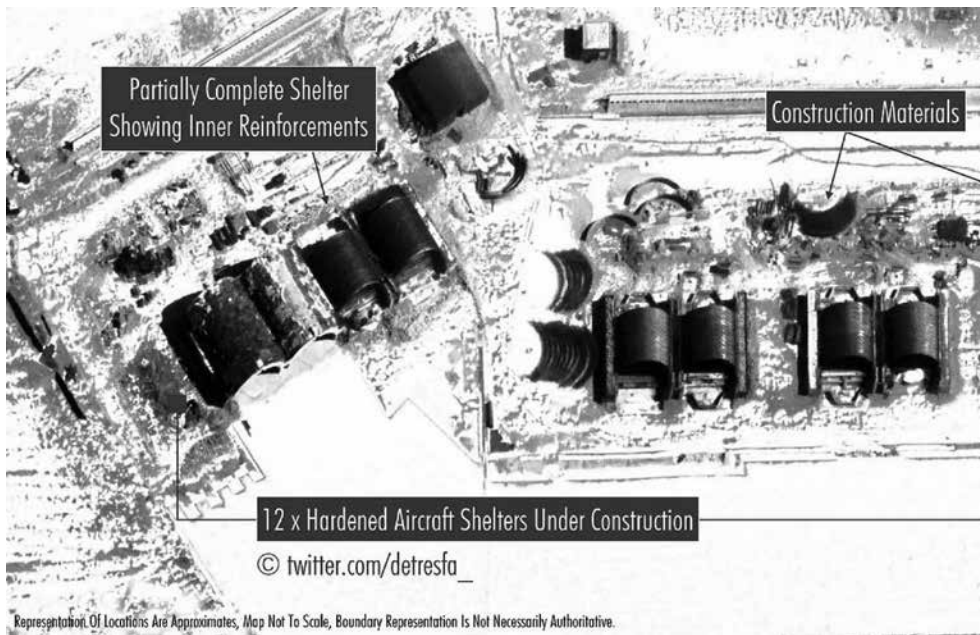 Partially Complete Shelter
Showing Inner Reinforcements
Construction Materials
12 x Hardened Aircraft Shelters Under Construction
© twitter.com/detresfa_
Representation Of Locations Are Approximates, Map Not To Scale, Boundary Representation Is Not Necessarily Authoritative.